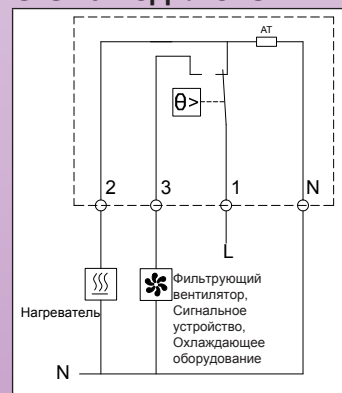 AT
θ>
2 3 1 N
L
Нагреватель
Фильтрующий
вентилятор,
Сигнальное
устройство,
Охлаждающее
оборудование
N